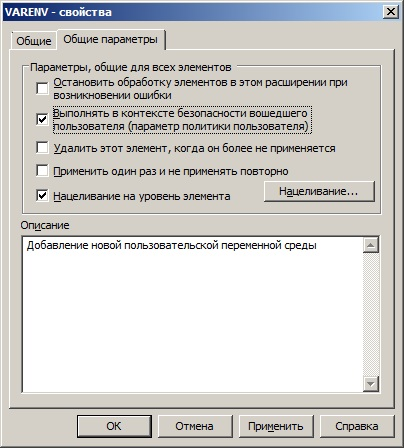 VARENV - свойства
Общие
Общие параметры
Параметры, общие для всех элементов
Остановить обработку элементов в этом расширении при
возникновении ошибки
Выполнять в контексте безопасности вошедшего
пользователя (параметр политики пользователя)
Удалить этот элемент, когда он более не применяется
Применить один раз и не применять повторно
Нацеливание на уровень элемента
Нацеливание...
Описание
Добавление новой пользовательской переменной среды
ОК
Отмена
Применить
Справка